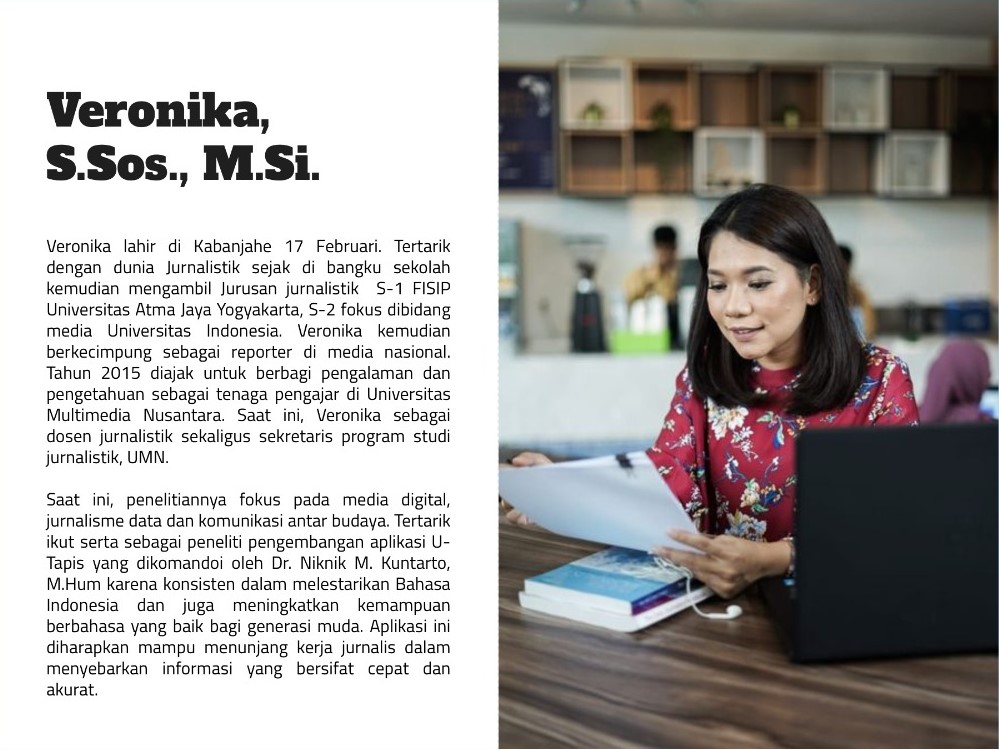 Veronika,
S.Sos., M.Si.
Veronika lahir di Kabanjahe 17 Februari. Tertarik
dengan dunia Jurnalistik sejak di bangku sekolah
kemudian mengambil Jurusan jurnalistik S-1 FISIP
Universitas Atma Jaya Yogyakarta, S-2 fokus dibidang
media Universitas Indonesia. Veronika kemudian
berkecimpung sebagai reporter di media nasional.
Tahun 2015 diajak untuk berbagi pengalaman dan
pengetahuan sebagai tenaga pengajar di Universitas
Multimedia Nusantara. Saat ini, Veronika sebagai
dosen jurnalistik sekaligus sekretaris program studi
jurnalistik, UMN.
Saat ini, penelitiannya fokus pada media digital,
jurnalisme data dan komunikasi antar budaya. Tertarik
ikut serta sebagai peneliti pengembangan aplikasi U-
Tapis yang dikomandoi oleh Dr. Niknik M. Kuntarto,
M.Hum karena konsisten dalam melestarikan Bahasa
Indonesia dan juga meningkatkan kemampuan
berbahasa yang baik bagi generasi muda. Aplikasi ini
diharapkan mampu menunjang kerja jurnalis dalam
menyebarkan informasi yang bersifat cepat dan
akurat.